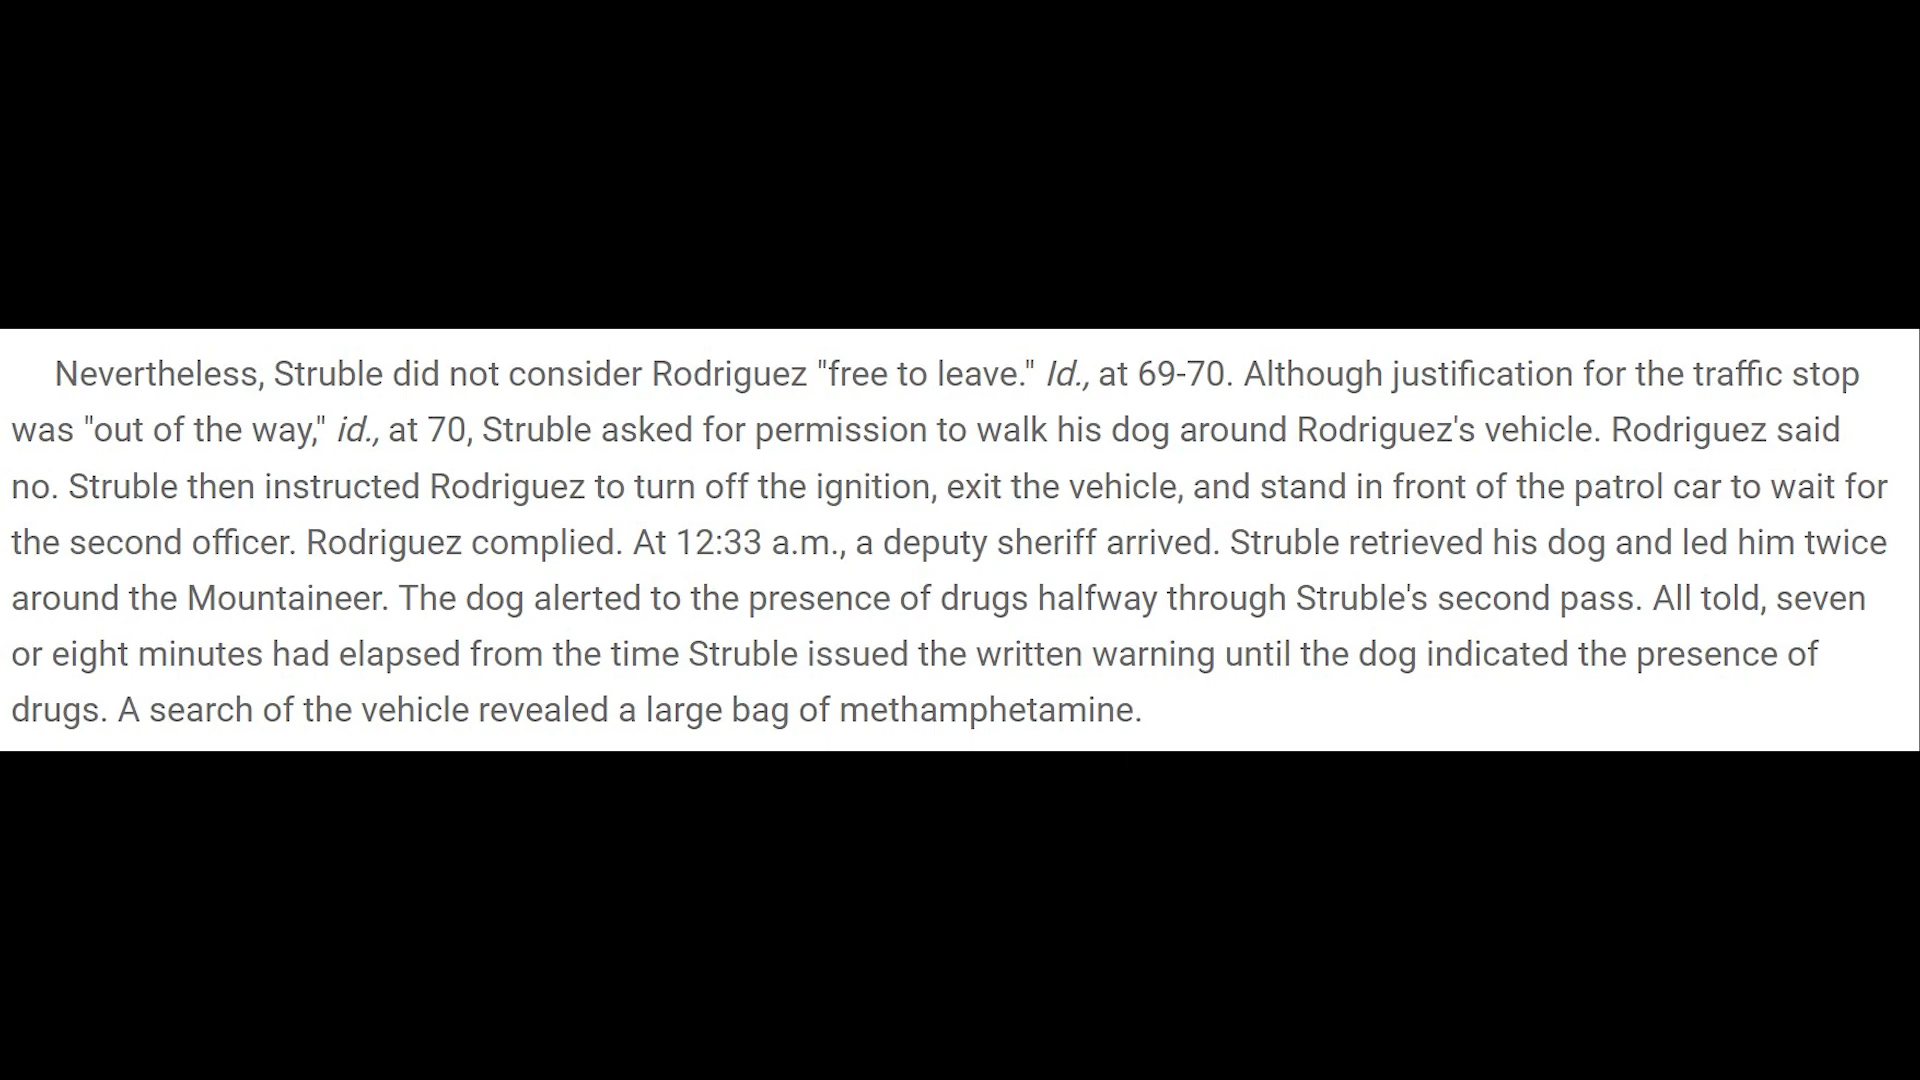 Nevertheless, Struble did not consider Rodriguez "free to leave." Id., at 69-70. Although justification for the traffic stop
was "out of the way," id., at 70, Struble asked for permission to walk his dog around Rodriguez's vehicle. Rodriguez said
no. Struble then instructed Rodriguez to turn off the ignition, exit the vehicle, and stand in front of the patrol car to wait for
the second officer. Rodriguez complied. At 12:33 a.m., a deputy sheriff arrived. Struble retrieved his dog and led him twice
around the Mountaineer. The dog alerted to the presence of drugs halfway through Struble's second pass. All told, seven
or eight minutes had elapsed from the time Struble issued the written warning until the dog indicated the presence of
drugs. A search of the vehicle revealed a large bag of methamphetamine.